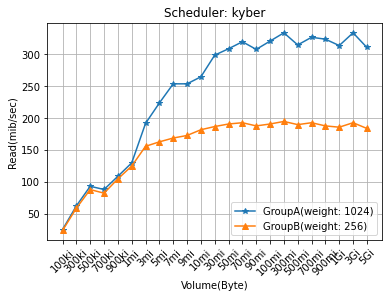 Scheduler: kyber
Read(mib/sec)
300
250
200
150
100
50
GroupA(weight: 1024)
GroupB(weight: 256)
100ki
300ki
500ki
700ki
900ki
1mi
3mi
5mi
7mi
9mi
10mi
30mi
50mi
70mi
90mi
100mi
300mi
500mi
700mi
900mi
1Gi
3Gi
5Gi
Volume(Byte)